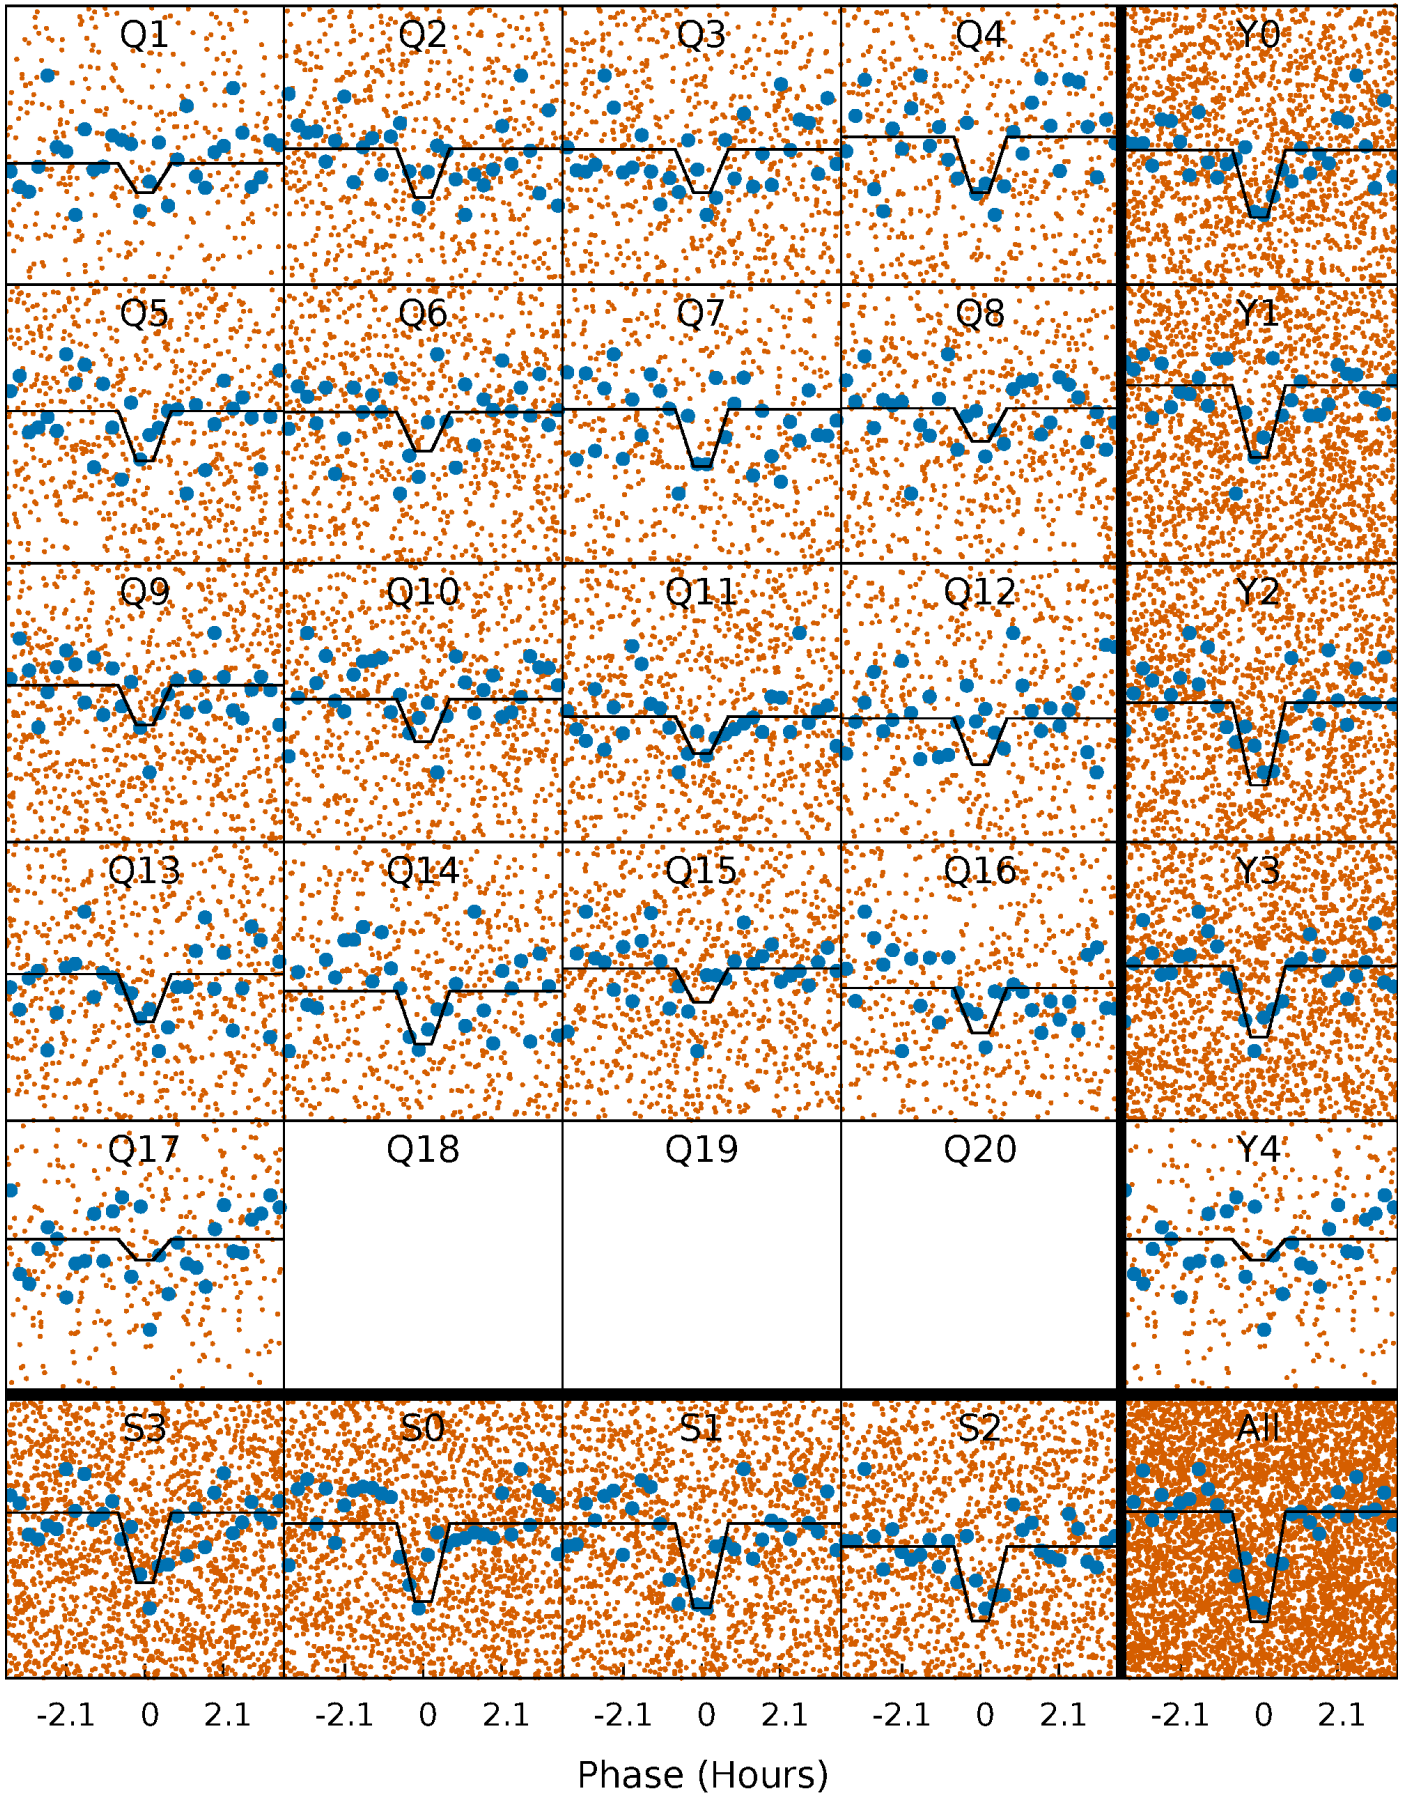 Q1 Q2 Q3 Q4 Y0
Q5 Q6 Q7 Q8 Y1
Q9 Q10 Q11 Q12 Y2
Q13 Q14 Q15 Q16 Y3
Q17 Q18 Q19 Q20 Y4
S3 S0 S1 S2 All
-2.1 0 2.1 -2.1 0 2.1 -2.1 0 2.1 -2.1 0 2.1 -2.1 0 2.1
Phase (Hours)